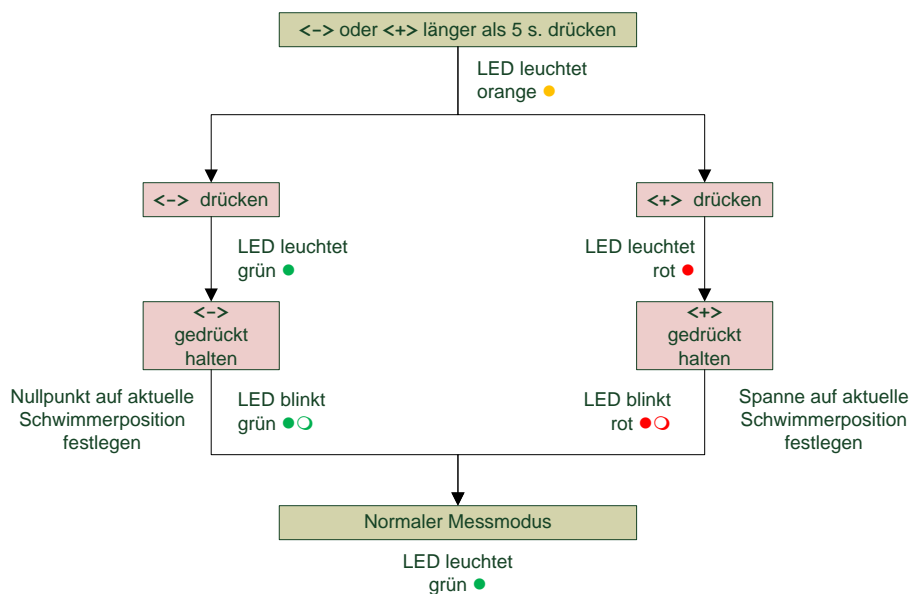 <-> oder <+> länger als 5 s. drücken
LED leuchtet
orange
<-> drücken
<+> drücken
LED leuchtet
grün
LED leuchtet
rot
<->
gedrückt
halten
<+>
gedrückt
halten
Nullpunkt auf aktuelle
Schwimmerposition
festlegen
LED blinkt
grün
LED blinkt
rot
Spanne auf aktuelle
Schwimmerposition
festlegen
Normaler Messmodus
LED leuchtet
grün